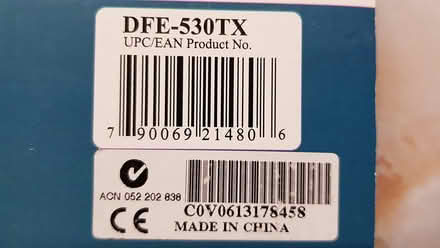 DFE-530TX
UPC/EAN Product No.
7 90069 21480 6
ACN 052 202 838
C0V0613178458
CE MADE IN CHINA